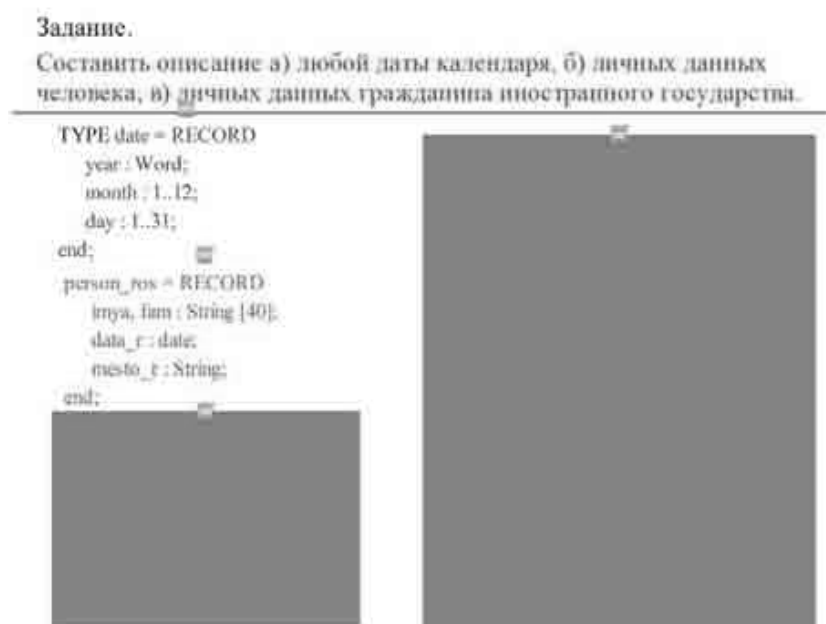 Задание.
Составить описание а) любой даты календаря, б) личных данных
человека, в) личных данных гражданина иностранного государства.
TYPE date = RECORD
year : Word;
month : 1..12;
day : 1..31;
end;
person_ros = RECORD
imya, fam : String [40];
data_r : date;
mesto_r : String;
end;